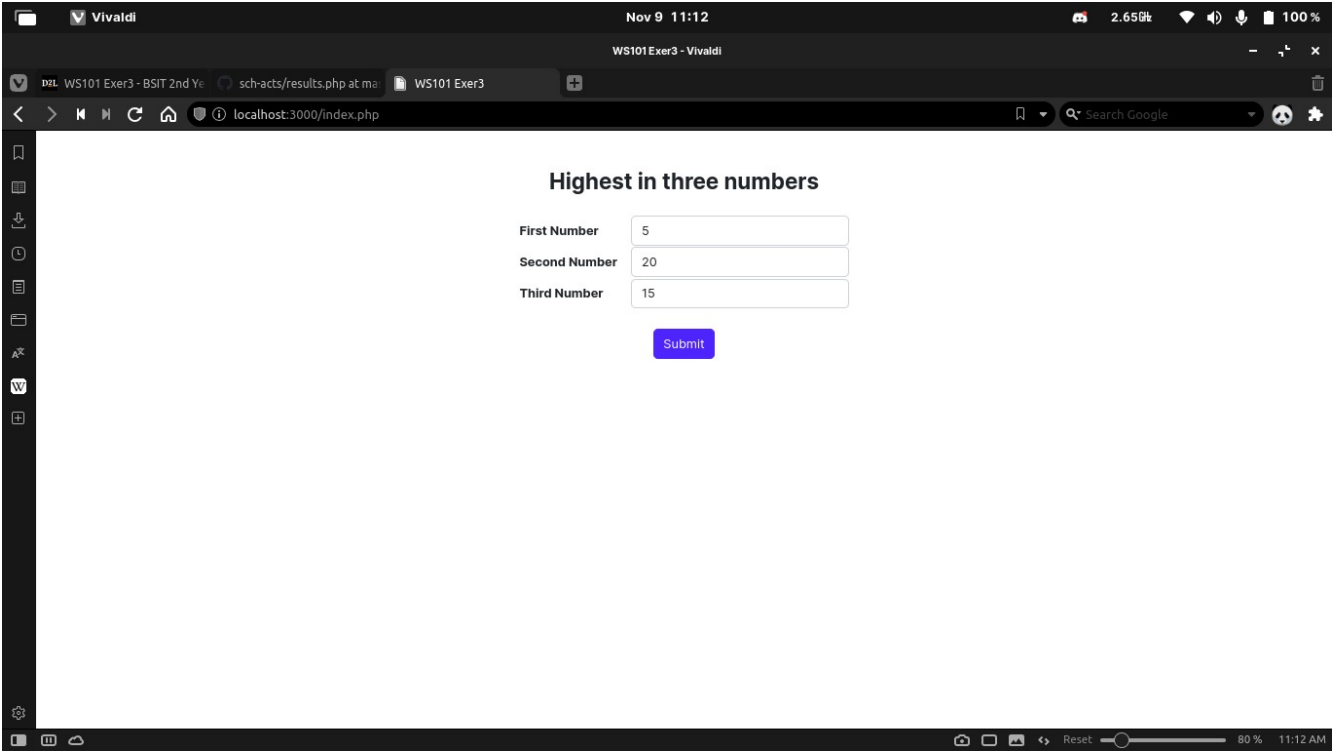 Vivaldi
Nov 9 11:12
2.65GHz
100%
WS101 Exer3 - Vivaldi
D2L WS101 Exer3 - BSIT 2nd Ye
sch-acts/results.php at ma
WS101 Exer3
localhost:3000/index.php
Search Google
Highest in three numbers
First Number 5
Second Number 20
Third Number 15
Submit
W
Reset
80 %
11:12 AM